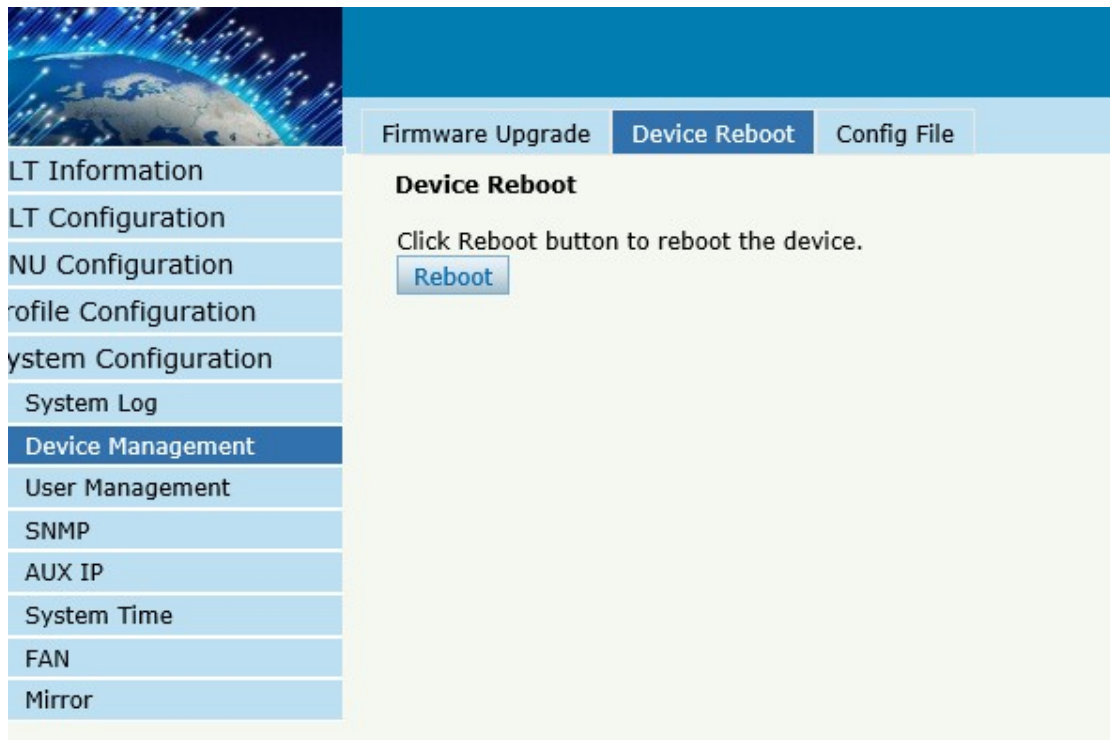 Firmware Upgrade Device Reboot Config File
LT Information
LT Configuration
NU Configuration
rofile Configuration
ystem Configuration
System Log
Device Management
User Management
SNMP
AUX IP
System Time
FAN
Mirror
Device Reboot
Click Reboot button to reboot the device.
Reboot